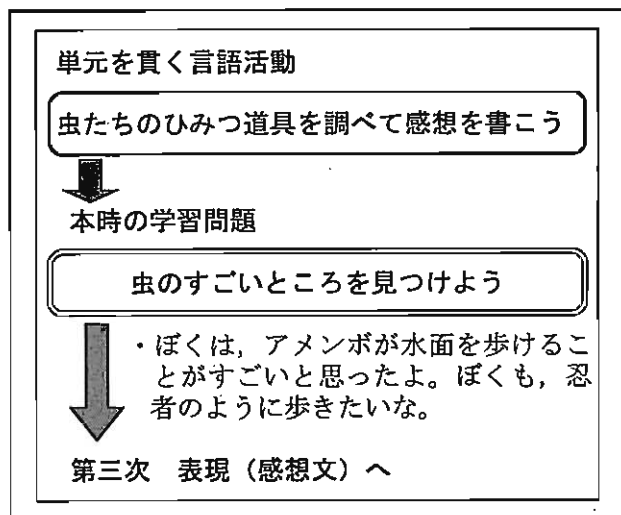 単元を貫く言語活動
虫たちのひみつ道具を調べて感想を書こう
本時の学習問題
虫のすごいところを見つけよう
・ぼくは，アメンボが水面を歩けるこ
とがすごいと思ったよ。ぼくも，忍
者のように歩きたいな。
第三次　表現（感想文）へ